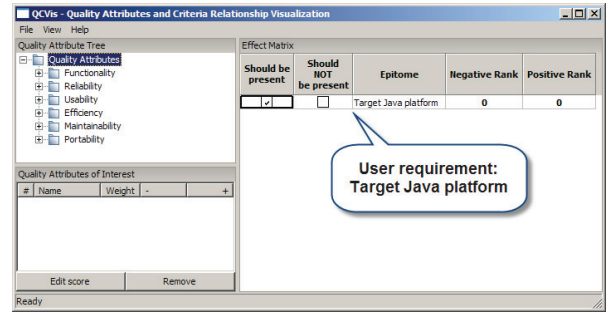 QCVis - Quality Attributes and Criteria Relationship Visualization
File View Help
Quality Attribute Tree
Quality Attributes
Functionality
Reliability
Usability
Efficiency
Maintainability
Portability
Quality Attributes of Interest
# Name Weight - +
Edit score Remove
Effect Matrix
Should be present
Should NOT be present
Epitome
Negative Rank
Positive Rank
Target Java platform 0 0
User requirement:
Target Java platform
Ready